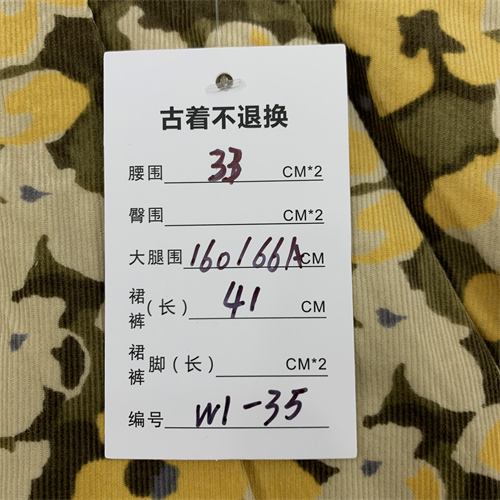 古着不退换
腰围 33 CM*2
臀围 CM*2
大腿围 160/66A CM
裙裤(长) 41 CM
裙裤脚(长) CM*2
编号 W1-35